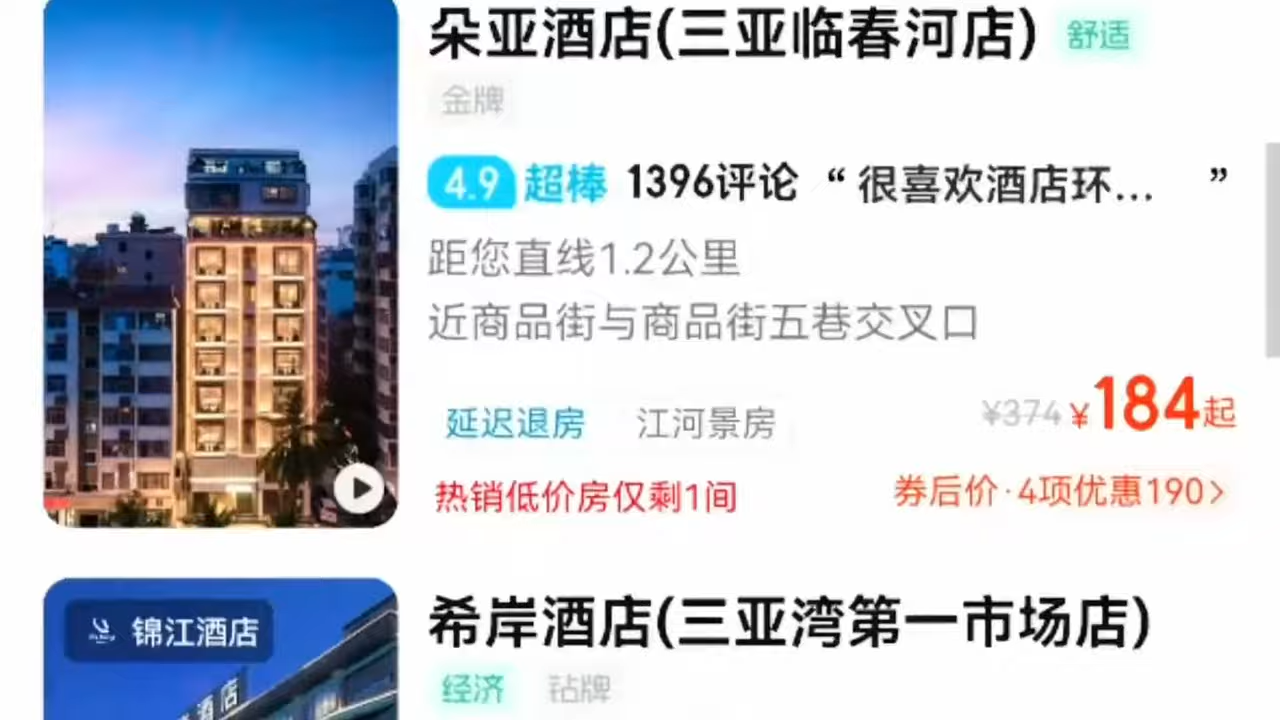 朵亚酒店(三亚临春河店) 舒适
金牌
4.9 超棒 1396评论 “ 很喜欢酒店环... ”
距您直线1.2公里
近商品街与商品街五巷交叉口
延迟退房 江河景房 ¥374 ¥184起
热销低价房仅剩1间 券后价·4项优惠190>
锦江酒店
希岸酒店(三亚湾第一市场店)
经济 钻牌
酒店